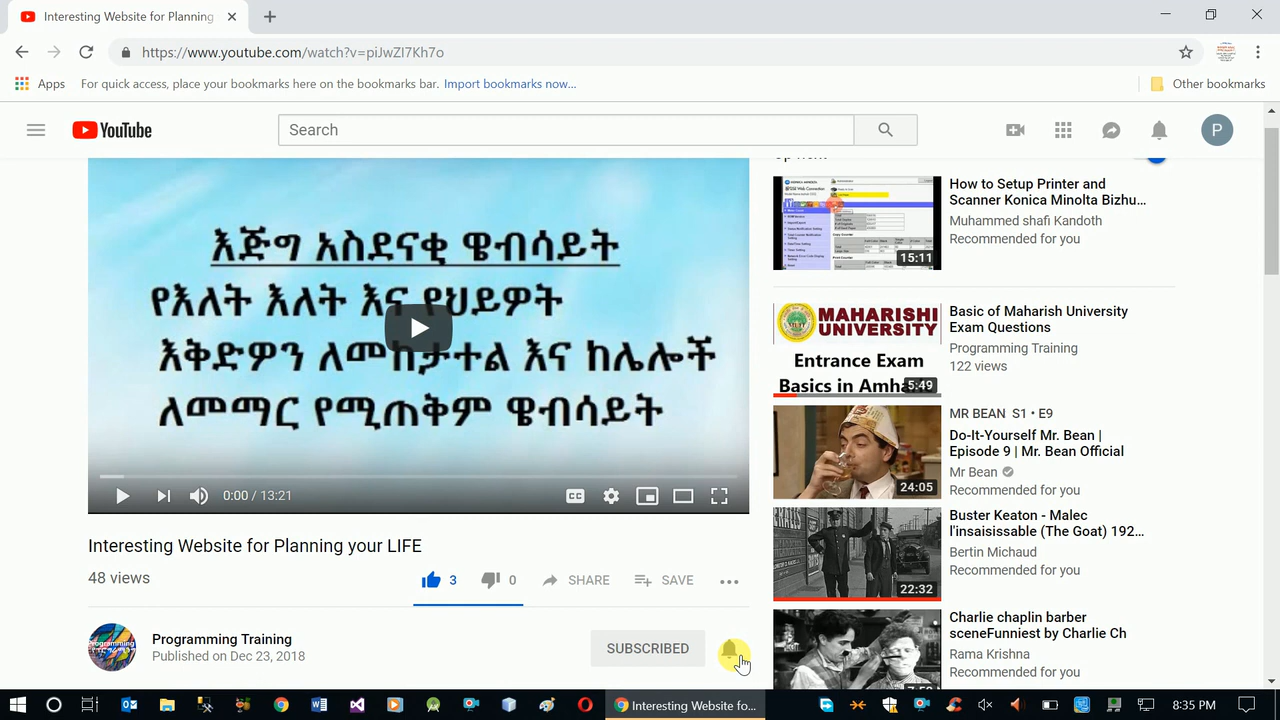 Interesting Website for Planning
https://www.youtube.com/watch?v=piJwZI7Kh7o
Apps
For quick access, place your bookmarks here on the bookmarks bar. Import bookmarks now...
Other bookmarks
YouTube
Search
P
እጅግ አስደናቂ ዌብሰይት
የእለት እለት እና የህይዎት
እቅድዎን ለመከታተል እና ከሌሎች
ለመማር የሚጠቅም ዌብሳይት
0:00 / 13:21
CC
Interesting Website for Planning your LIFE
48 views
3
0
SHARE
SAVE
Programming Training
Published on Dec 23, 2018
SUBSCRIBED
How to Setup Printer and
Scanner Konica Minolta Bizhu...
Muhammed shafi Kandoth
Recommended for you
15:11
MAHARISHI
UNIVERSITY
Entrance Exam
Basics in Amha
5:49
Basic of Maharish University
Exam Questions
Programming Training
122 views
MR BEAN S1 • E9
Do-It-Yourself Mr. Bean |
Episode 9 | Mr. Bean Official
Mr Bean
Recommended for you
24:05
Buster Keaton - Malec
l'insaisissable (The Goat) 192...
Bertin Michaud
Recommended for you
22:32
Charlie chaplin barber
sceneFunniest by Charlie Ch
Rama Krishna
Recommended for you
Interesting Website fo...
8:35 PM